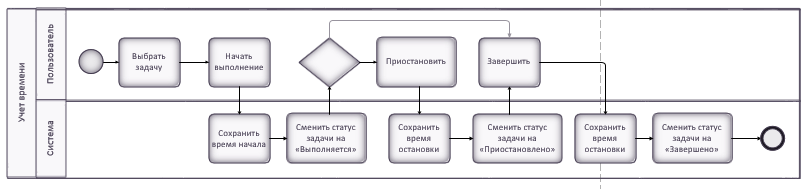 Учет времени
Пользователь
Выбрать
задачу
Начать
выполнение
Приостановить
Завершить
Система
Сохранить
время начала
Сменить статус
задачи на
«Выполняется»
Сохранить
время
остановки
Сменить статус
задачи на
«Приостановлено»
Сохранить
время
остановки
Сменить статус
задачи на
«Завершено»